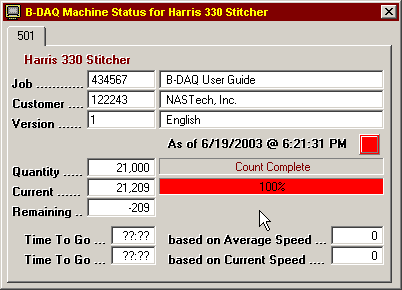 B-DAQ Machine Status for Harris 330 Stitcher
501
Harris 330 Stitcher
Job ............ 434567 B-DAQ User Guide
Customer .... 122243 NASTech, Inc.
Version ...... 1 English
As of 6/19/2003 @ 6:21:31 PM
Quantity ..... 21,000 Count Complete
Current ...... 21,209 100%
Remaining .. -209
Time To Go ... ??:?? based on Average Speed .... 0
Time To Go ... ??:?? based on Current Speed .... 0